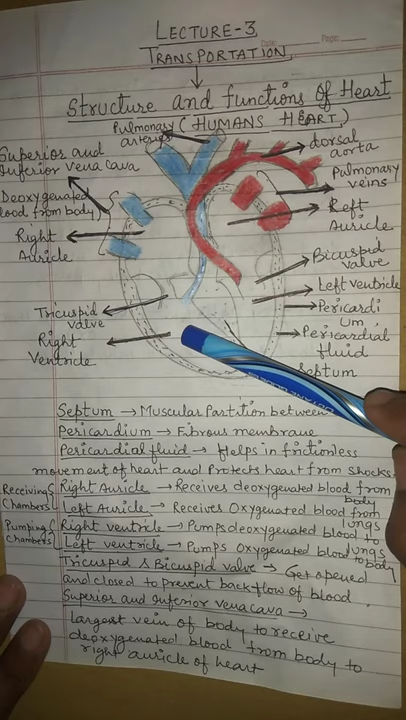 LECTURE-3
TRANSPORTATION
Date: Page:
Structure and functions of Heart
(HUMANS HEART)
Pulmonary
arteries
dorsal
aorta
Superior and
Inferior vena cava
Pulmonary
veins
Deoxygenated
blood from body
Left
Auricle
Right
Auricle
Bicuspid
valve
Left ventricle
Tricuspid
valve
Pericardi
um
Right
Ventricle
Pericardial
fluid
Septum
Septum → Muscular Partition between
Pericardium → Fibrous membrane
Pericardial fluid → Helps in frictionless
movement of heart and Protects heart from shocks
Receiving Chambers
Right Auricle → Receives deoxygenated blood from body
Left Auricle → Receives Oxygenated blood from lungs
Pumping Chambers
Right ventricle → Pumps deoxygenated blood to lungs
Left ventricle → Pumps Oxygenated blood to body
Tricuspid & Bicuspid valve → Get opened
and closed to prevent backflow of blood.
Superior and Inferior vena cava →
Largest vein of body to receive
deoxygenated blood from body to
right auricle of heart